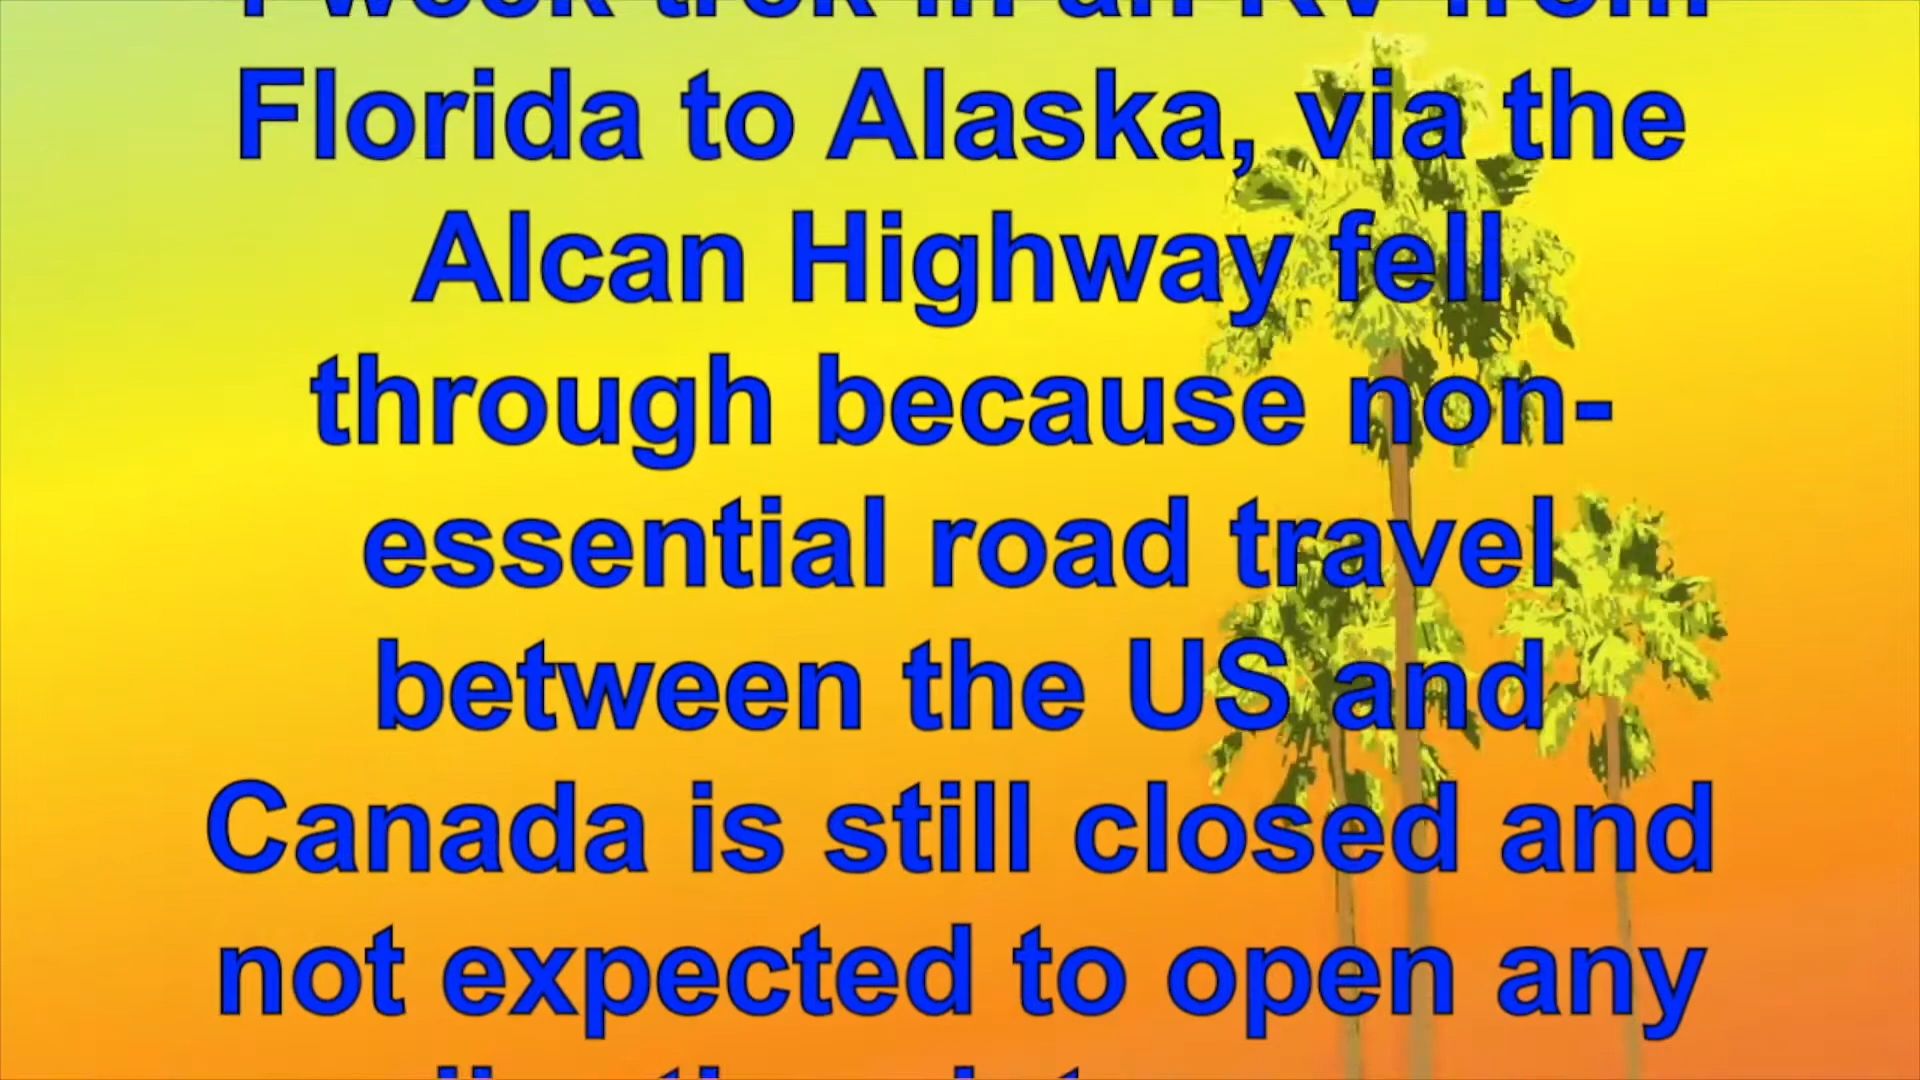 week trek in an RV from
Florida to Alaska, via the
Alcan Highway fell
through because non-
essential road travel
between the US and
Canada is still closed and
not expected to open any